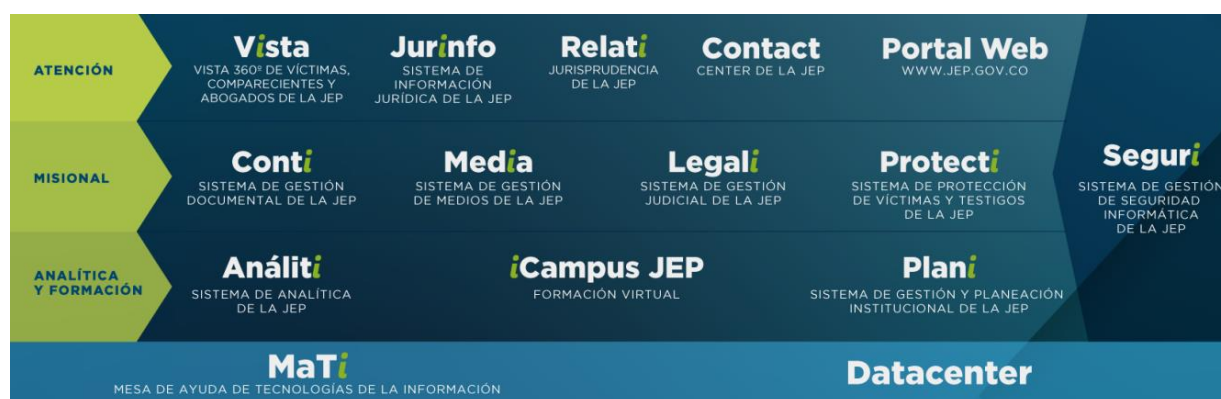 ATENCIÓN
Vista
VISTA 360º DE VÍCTIMAS,
COMPARECIENTES Y
ABOGADOS DE LA JEP
Jurinfo
SISTEMA DE
INFORMACIÓN
JURÍDICA DE LA JEP
Relati
JURISPRUDENCIA
DE LA JEP
Contact
CENTER DE LA JEP
Portal Web
WWW.JEP.GOV.CO
MISIONAL
Conti
SISTEMA DE GESTIÓN
DOCUMENTAL DE LA JEP
Media
SISTEMA DE GESTIÓN
DE MEDIOS DE LA JEP
Legali
SISTEMA DE GESTIÓN
JUDICIAL DE LA JEP
Protecti
SISTEMA DE PROTECCIÓN
DE VÍCTIMAS Y TESTIGOS
DE LA JEP
Seguri
SISTEMA DE GESTIÓN
DE SEGURIDAD
INFORMÁTICA
DE LA JEP
ANALÍTICA
Y FORMACIÓN
Análiti
SISTEMA DE ANALÍTICA
DE LA JEP
iCampus JEP
FORMACIÓN VIRTUAL
Plani
SISTEMA DE GESTIÓN Y PLANEACIÓN
INSTITUCIONAL DE LA JEP
MaTi
MESA DE AYUDA DE TECNOLOGÍAS DE LA INFORMACIÓN
Datacenter